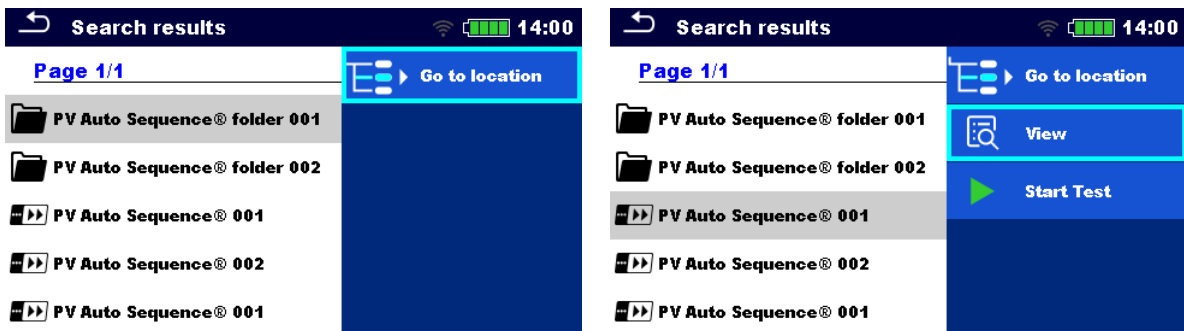 Search results
14:00
Page 1/1
Go to location
PV Auto Sequence® folder 001
PV Auto Sequence® folder 002
PV Auto Sequence® 001
PV Auto Sequence® 002
PV Auto Sequence® 001
Search results
14:00
Page 1/1
Go to location
PV Auto Sequence® folder 001
View
PV Auto Sequence® folder 002
Start Test
PV Auto Sequence® 001
PV Auto Sequence® 002
PV Auto Sequence® 001